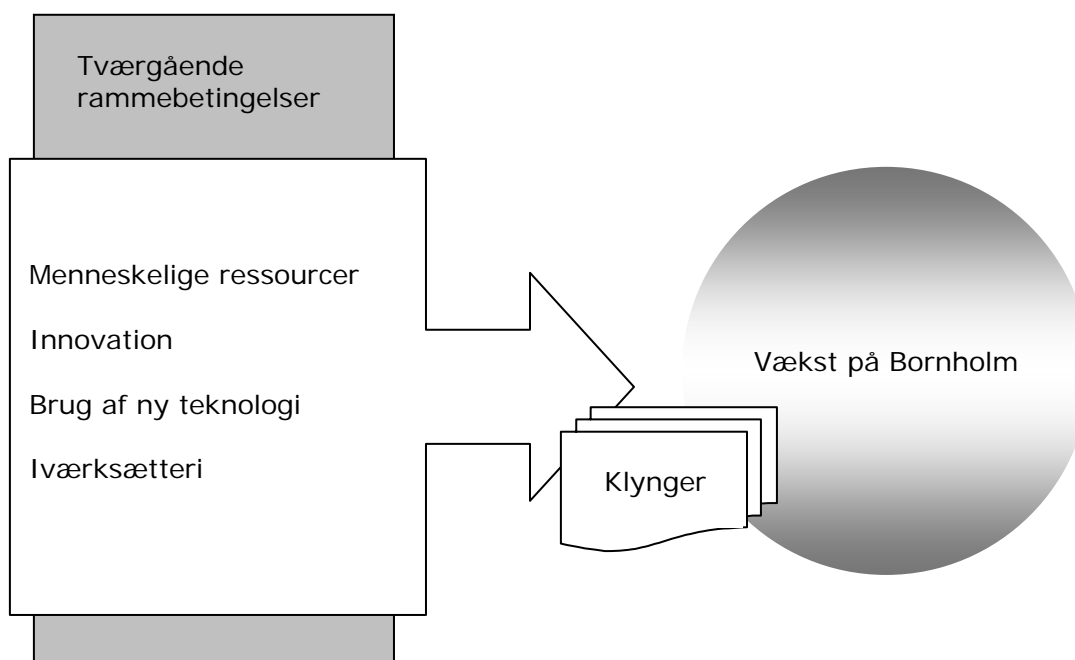 Tværgående
rammebetingelser
Menneskelige ressourcer
Innovation
Brug af ny teknologi
Iværksætteri
Vækst på Bornholm
Klynger